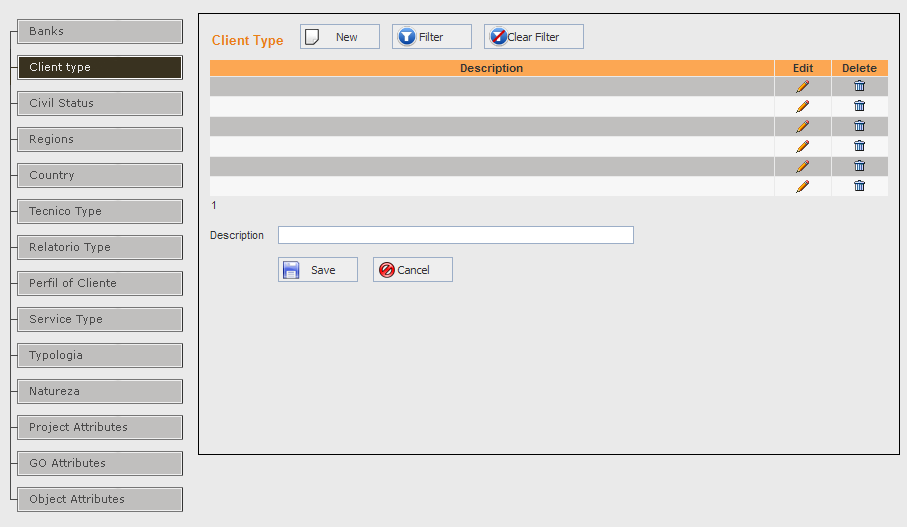 Banks
Client type
Civil Status
Regions
Country
Tecnico Type
Relatorio Type
Perfil of Cliente
Service Type
Typologia
Natureza
Project Attributes
GO Attributes
Object Attributes
Client Type New Filter Clear Filter
Description Edit Delete
1
Description
Save Cancel